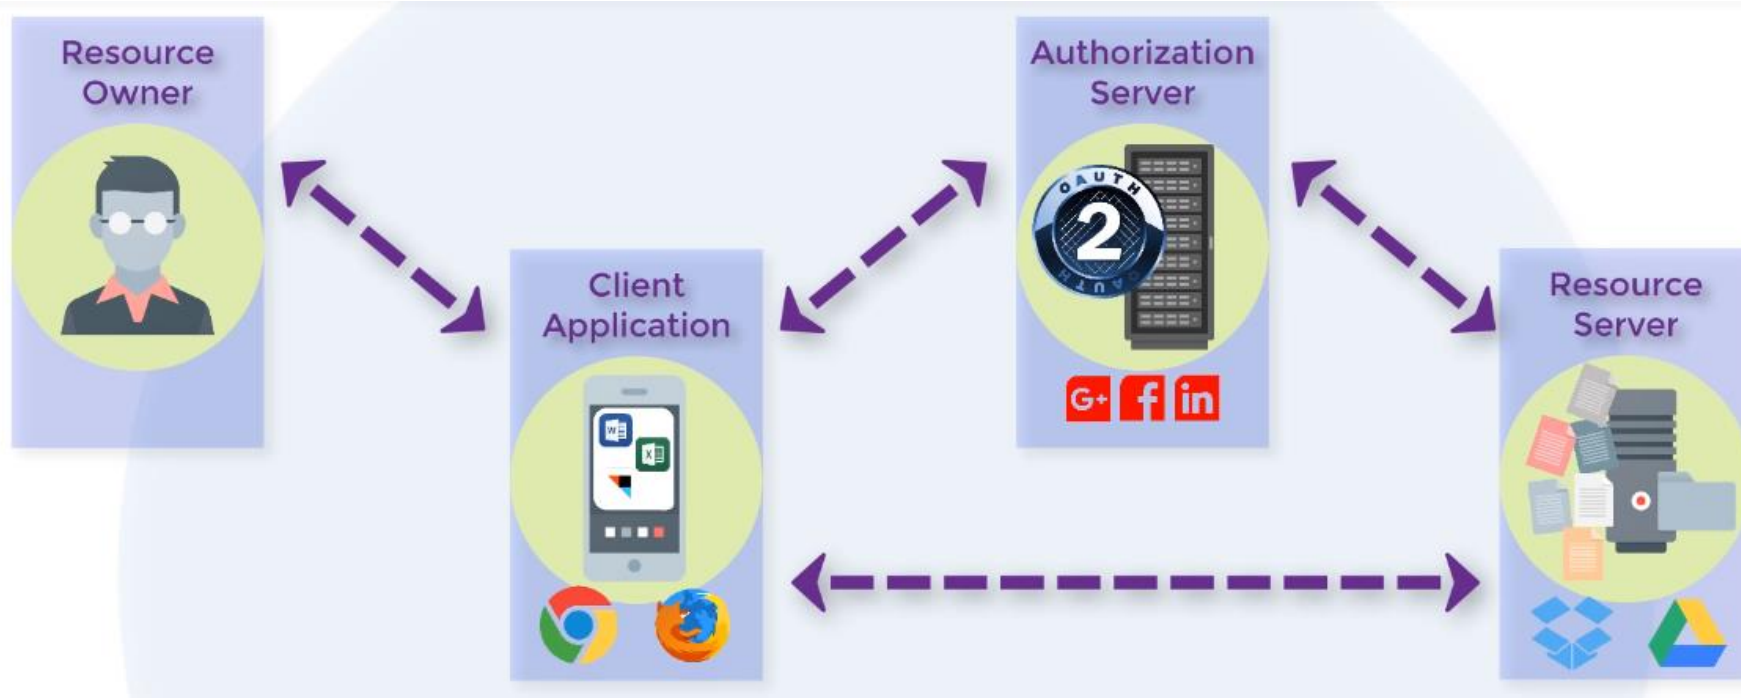 Resource
Owner
Client
Application
Authorization
Server
OAUTH
2
OAUTH
G+
f
in
Resource
Server
W
X